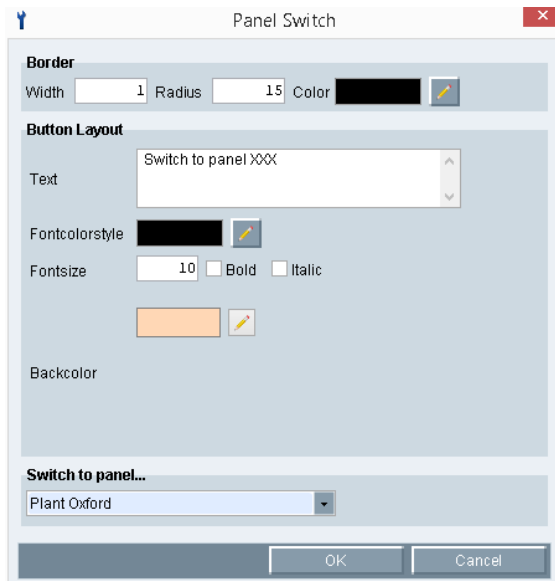 Panel Switch
Border
Width 1 Radius 15 Color
Button Layout
Text Switch to panel XXX
Fontcolorstyle
Fontsize 10 Bold Italic
Backcolor
Switch to panel...
Plant Oxford
OK Cancel